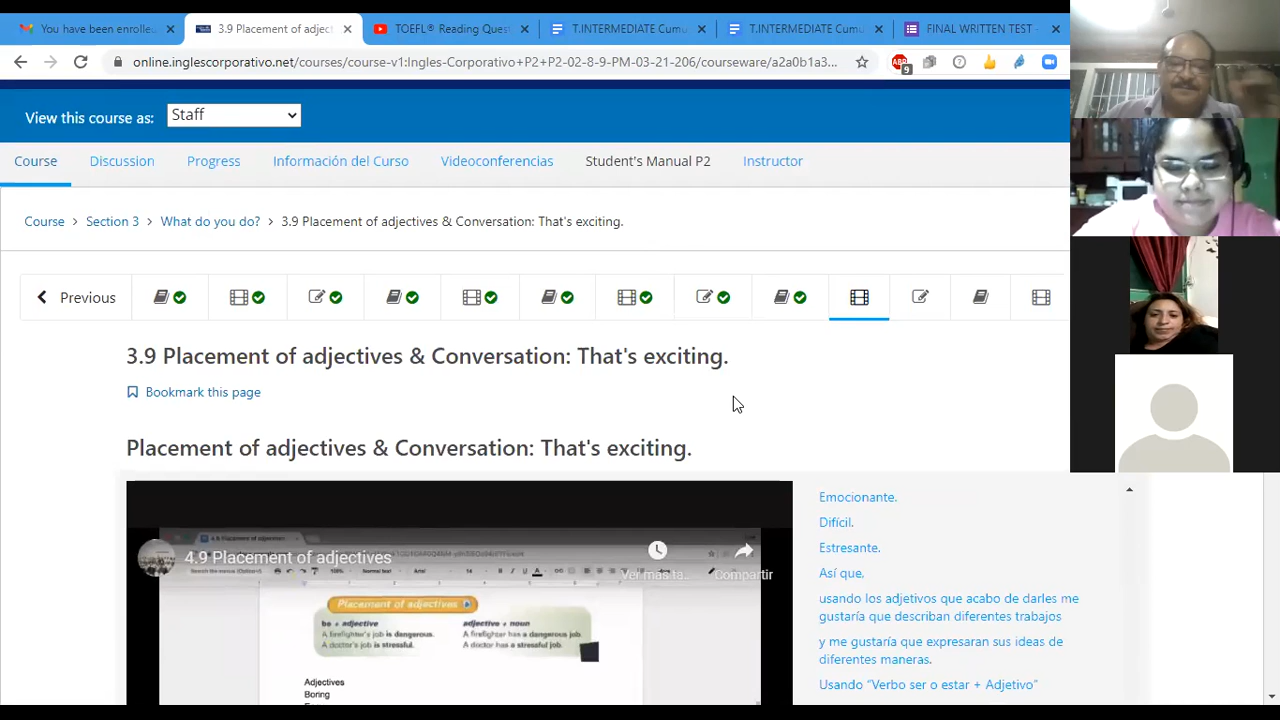 You have been enrolle
3.9 Placement of adject
TOEFL® Reading Quest
T.INTERMEDIATE Cumu
T.INTERMEDIATE Cumu
FINAL WRITTEN TEST -
online.inglescorporativo.net/courses/course-v1:Ingles-Corporativo+P2+P2-02-8-9-PM-03-21-206/courseware/a2a0b1a3...
ABP
9
View this course as:
Staff
Course
Discussion
Progress
Información del Curso
Videoconferencias
Student's Manual P2
Instructor
Course > Section 3 > What do you do? > 3.9 Placement of adjectives & Conversation: That's exciting.
Previous
3.9 Placement of adjectives & Conversation: That's exciting.
Bookmark this page
Placement of adjectives & Conversation: That's exciting.
4.9 Placement of adjectives
Ver más ta...
Compartir
Placement of adjectives
be + adjective
adjective + noun
A firefighter's job is dangerous.
A firefighter has a dangerous job.
A doctor's job is stressful.
A doctor has a stressful job.
Adjectives
Boring
Emocionante.
Difícil.
Estresante.
Así que.
usando los adjetivos que acabo de darles me
gustaría que describan diferentes trabajos
y me gustaría que expresaran sus ideas de
diferentes maneras.
Usando “Verbo ser o estar + Adjetivo”